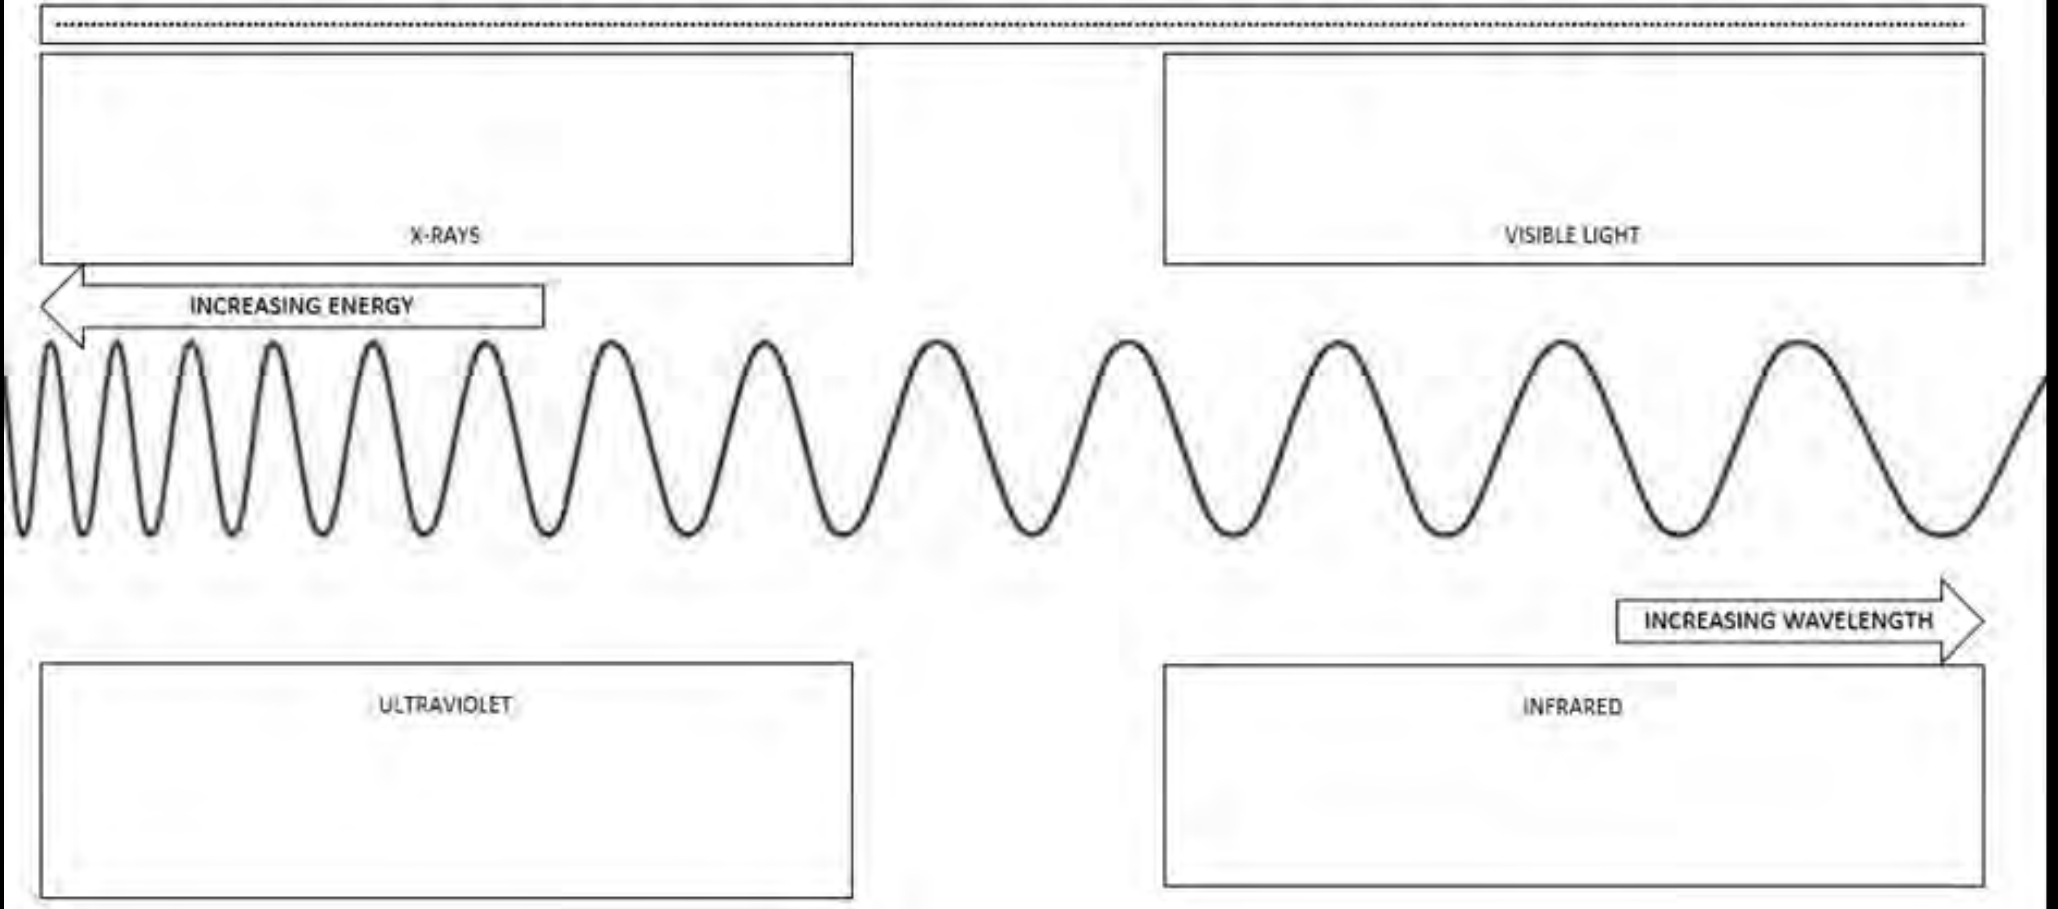 X-RAYS
VISIBLE LIGHT
INCREASING ENERGY
INCREASING WAVELENGTH
ULTRAVIOLET
INFRARED